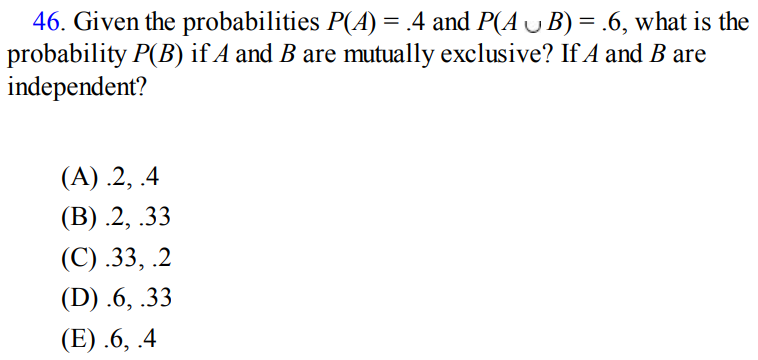 46. Given the probabilities P(A) = .4 and P(A ∪ B) = .6, what is the
probability P(B) if A and B are mutually exclusive? If A and B are
independent?
(A) .2, .4
(B) .2, .33
(C) .33, .2
(D) .6, .33
(E) .6, .4